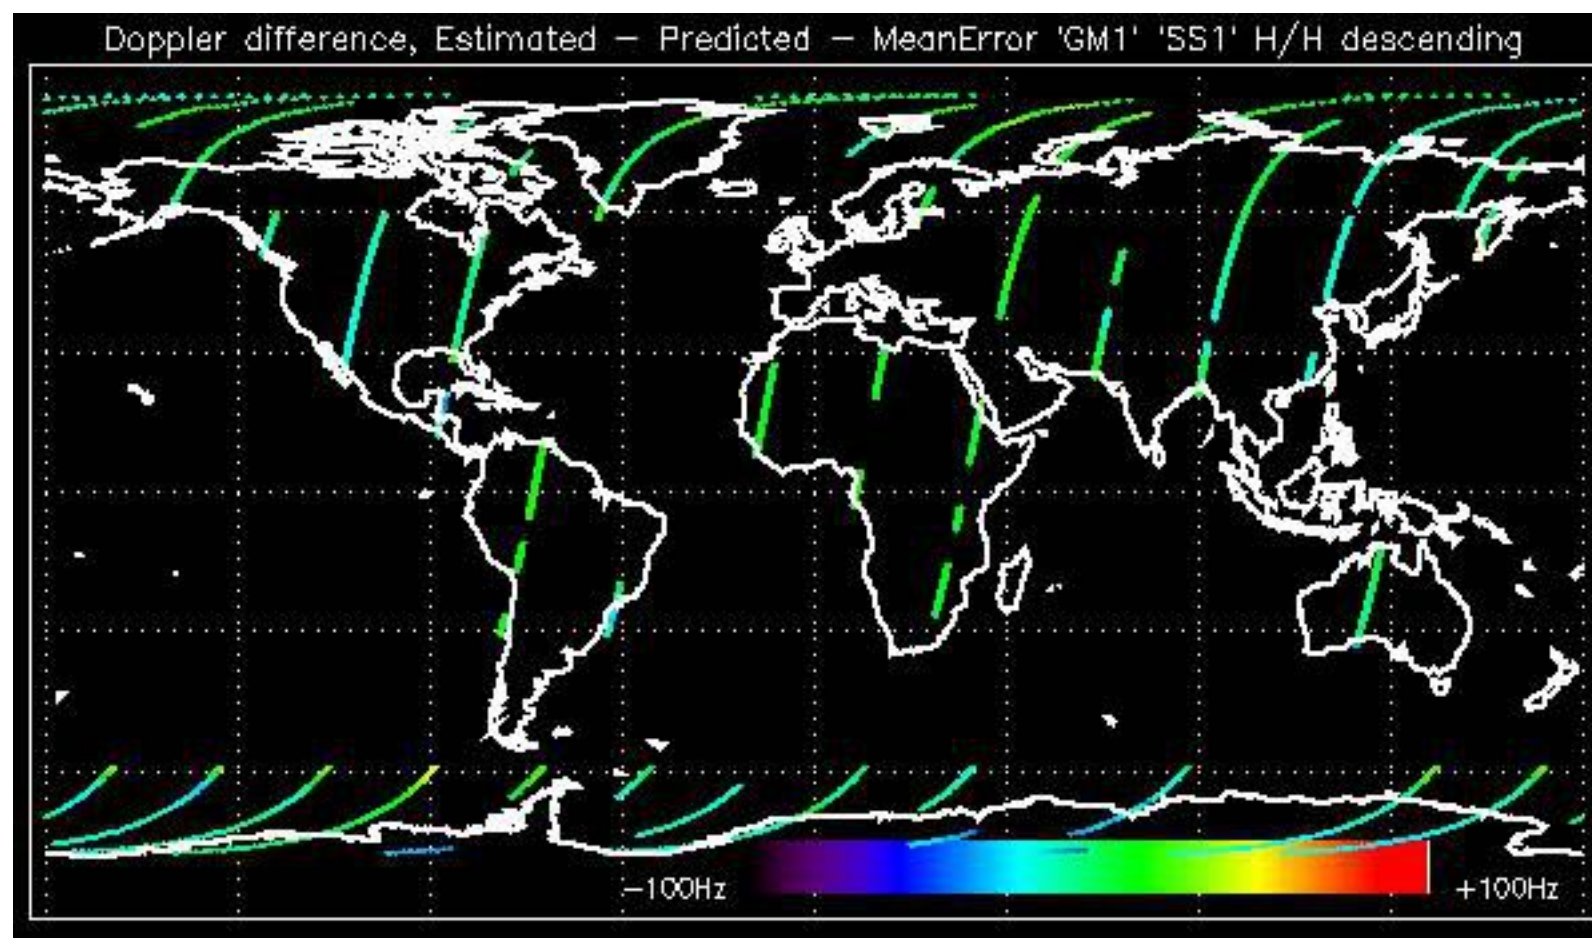 Doppler difference, Estimated - Predicted - MeanError 'GM1' 'SS1' H/H descending
-100Hz
+100Hz